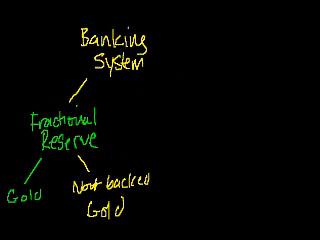 Banking
System
Fractional
Reserve
Gold
Not backed
Gold